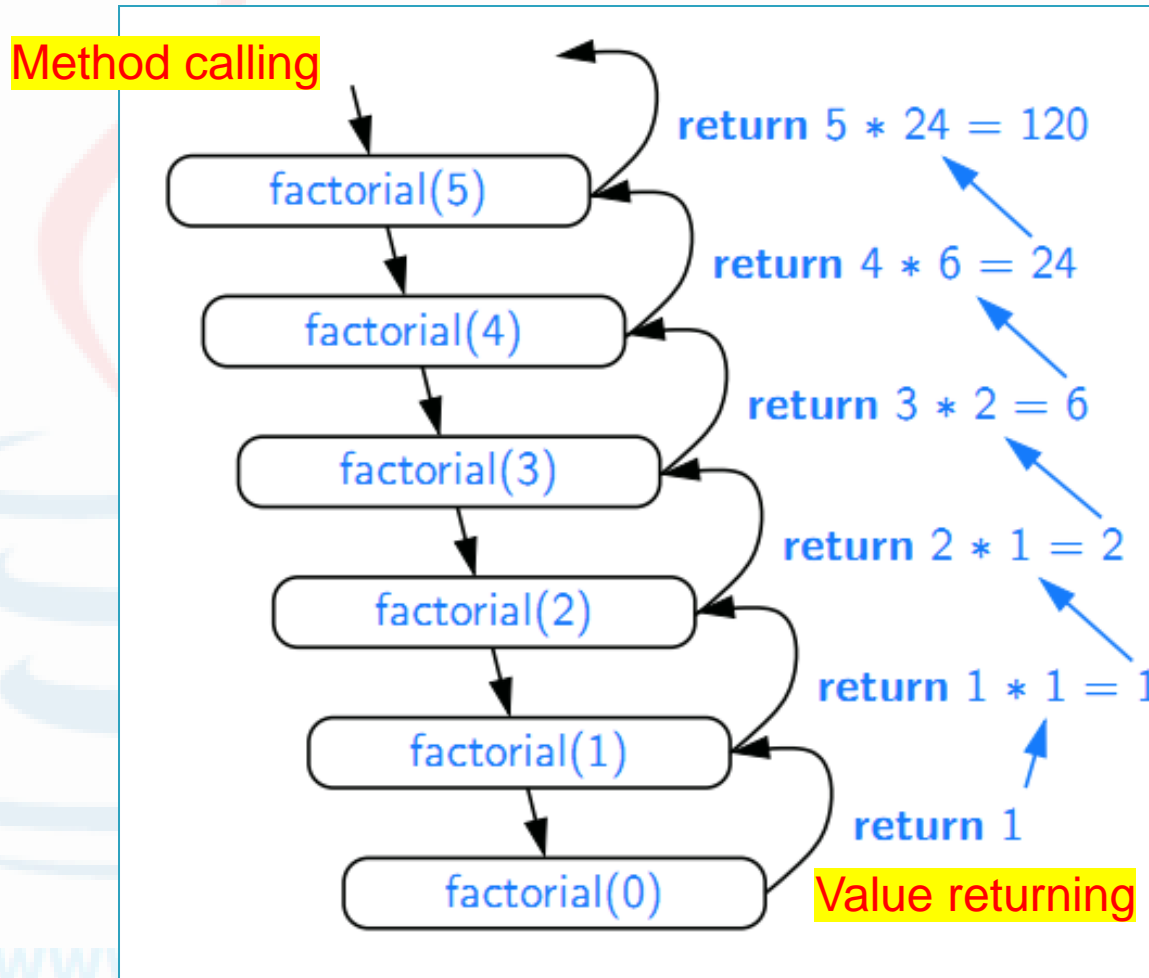 Method calling
return 5 * 24 = 120
factorial(5)
return 4 * 6 = 24
factorial(4)
return 3 * 2 = 6
factorial(3)
return 2 * 1 = 2
factorial(2)
return 1 * 1 = 1
factorial(1)
return 1
factorial(0)
Value returning